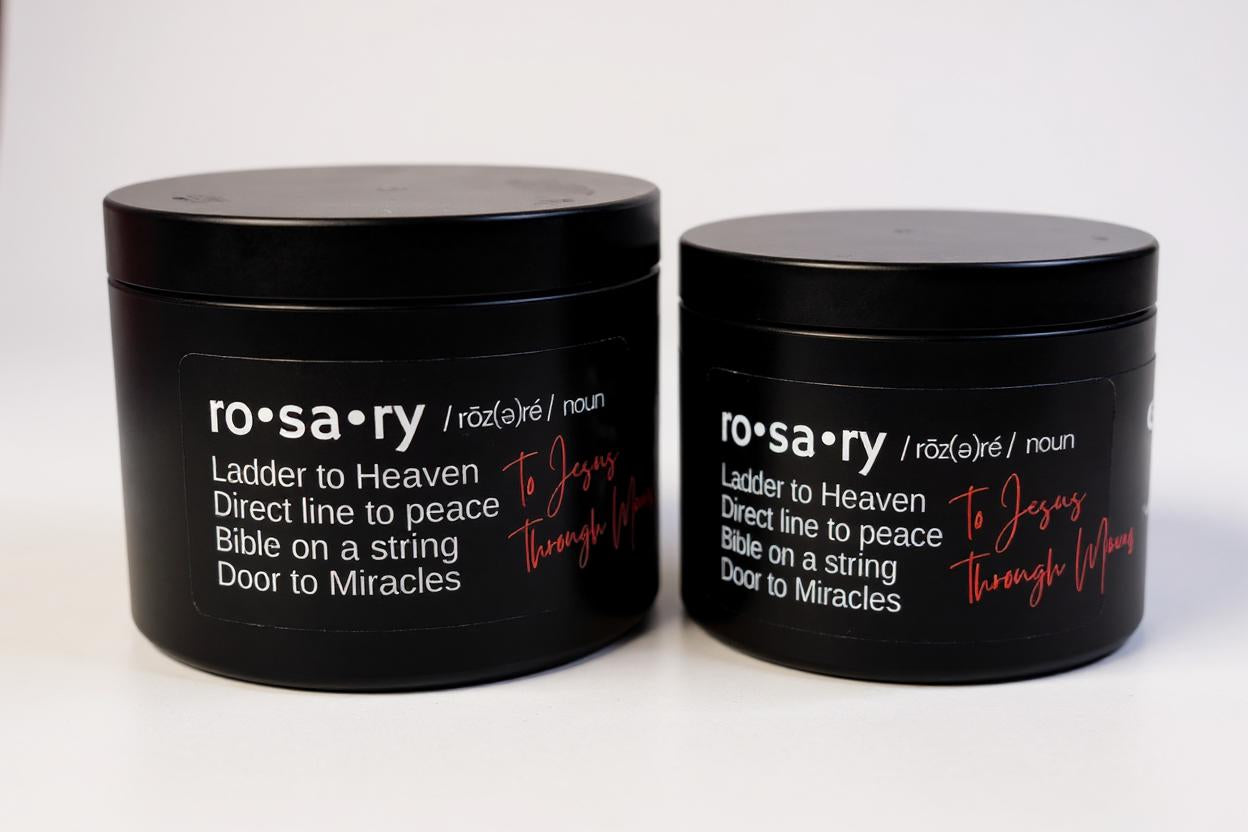 ro•sa•ry /rōz(ə)ré/ noun
Ladder to Heaven
Direct line to peace
Bible on a string
Door to Miracles
To Jesus
Through
ro•sa•ry /rōz(ə)ré/ noun
Ladder to Heaven
Direct line to peace
Bible on a string
Door to Miracles
To Jesus
Through